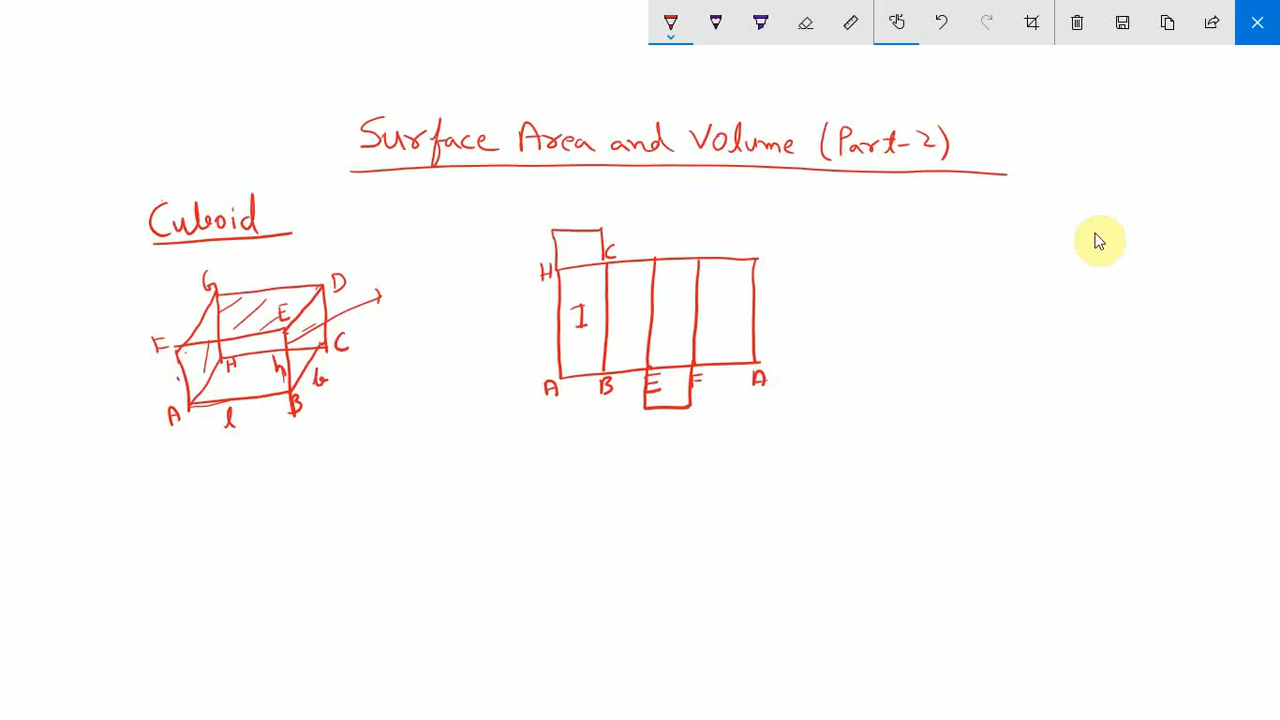 Surface Area and Volume (Part-2)
Cuboid
G D
E
F C
H h b
A l B
H C
I
A B E F A